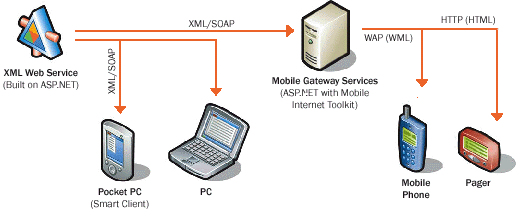 XML/SOAP
HTTP (HTML)
WAP (WML)
XML Web Service
(Built on ASP.NET)
XML/SOAP
Mobile Gateway Services
(ASP.NET with Mobile
Internet Toolkit)
Pocket PC
(Smart Client)
PC
Mobile
Phone
Pager